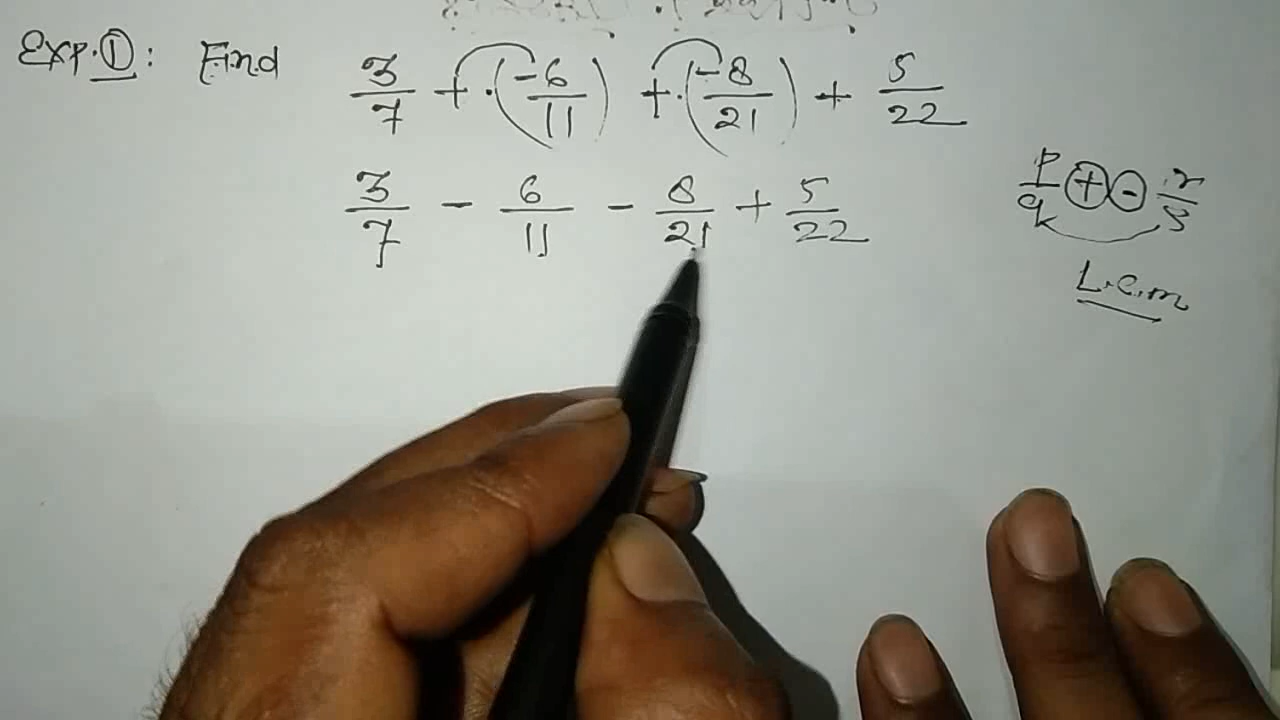 Exp.①: Find 3/7 + (-6/11) + (-8/21) + 5/22
3/7 - 6/11 - 8/21 + 5/22
p/q ⊕⊖ r/s
L.C.m